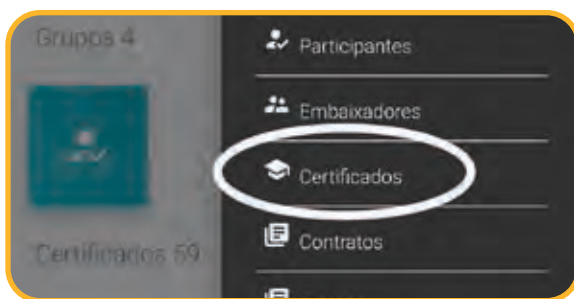 Grupos 4
Participantes
Embaixadores
Certificados
Contratos
Certificados 59